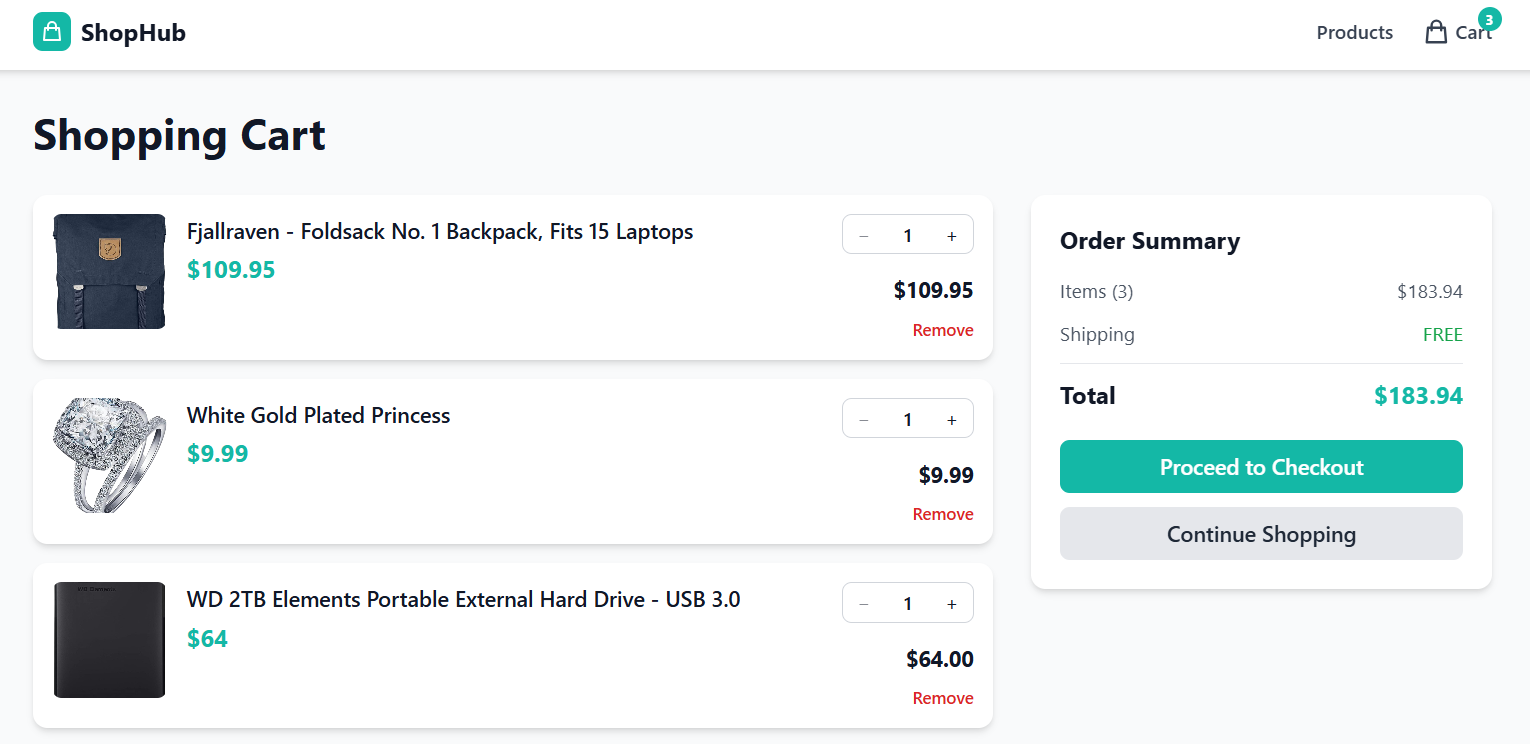 ShopHub
Products
Cart
3
Shopping Cart
Fjallraven - Foldsack No. 1 Backpack, Fits 15 Laptops
$109.95
− 1 +
$109.95
Remove
White Gold Plated Princess
$9.99
− 1 +
$9.99
Remove
WD 2TB Elements Portable External Hard Drive - USB 3.0
$64
− 1 +
$64.00
Remove
Order Summary
Items (3) $183.94
Shipping FREE
Total $183.94
Proceed to Checkout
Continue Shopping